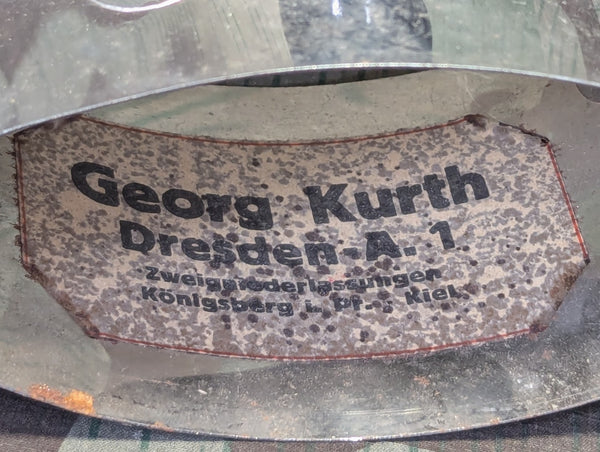 Georg Kurth
Dresden-A. 1
Zweigniederlassungen
Königsberg i. Pr., Kiel